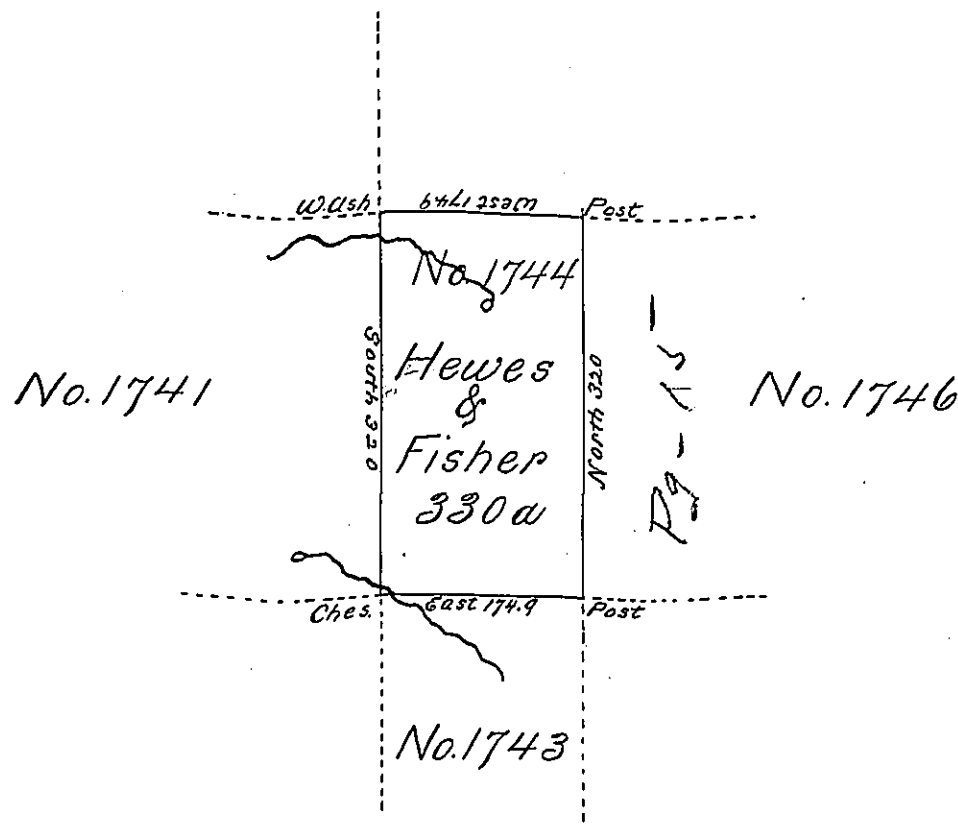 W.Ash
West 174.9
Post
No. 1744
South 320
Hewes
&
Fisher
330a
North 320
No. 1741
No. 1746
Ches.
East 174.9
Post
No. 1743